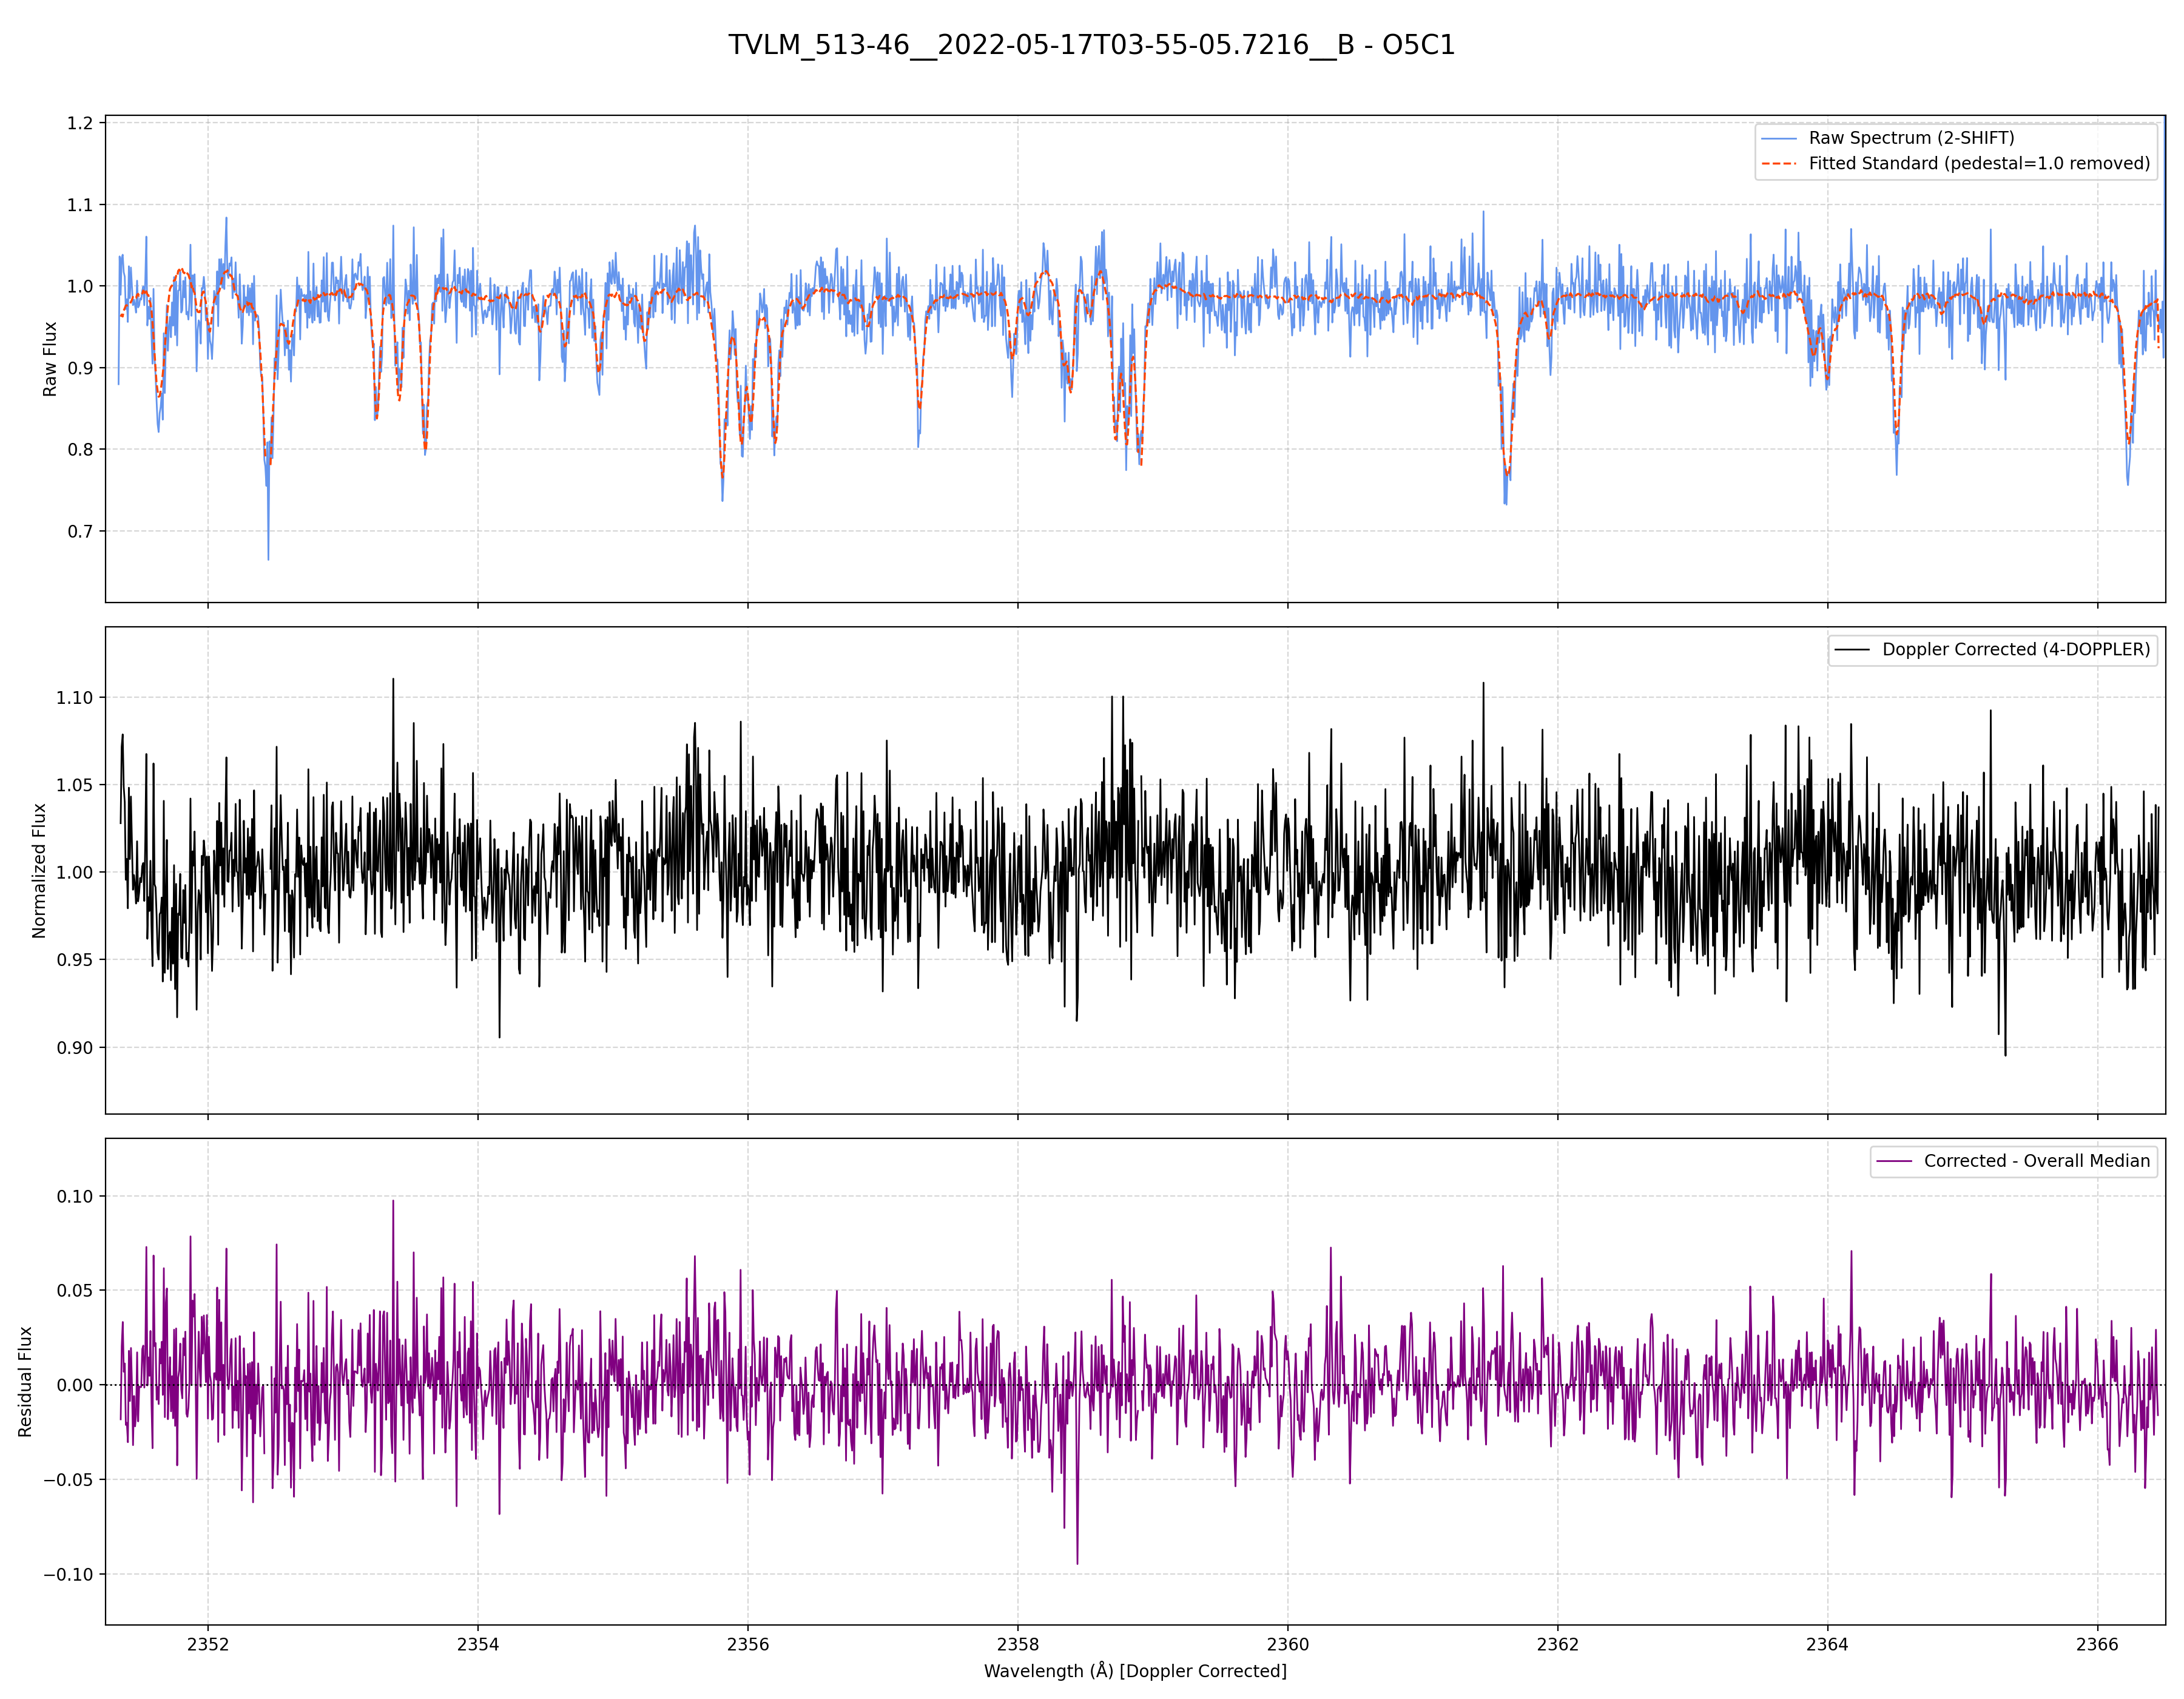 TVLM_513-46__2022-05-17T03-55-05.7216__B - O5C1
1.2
1.1
1.0
0.9
0.8
0.7
Raw Flux
Raw Spectrum (2-SHIFT)
Fitted Standard (pedestal=1.0 removed)
1.10
1.05
1.00
0.95
0.90
Normalized Flux
Doppler Corrected (4-DOPPLER)
0.10
0.05
0.00
−0.05
−0.10
Residual Flux
Corrected - Overall Median
2352 2354 2356 2358 2360 2362 2364 2366
Wavelength (Å) [Doppler Corrected]